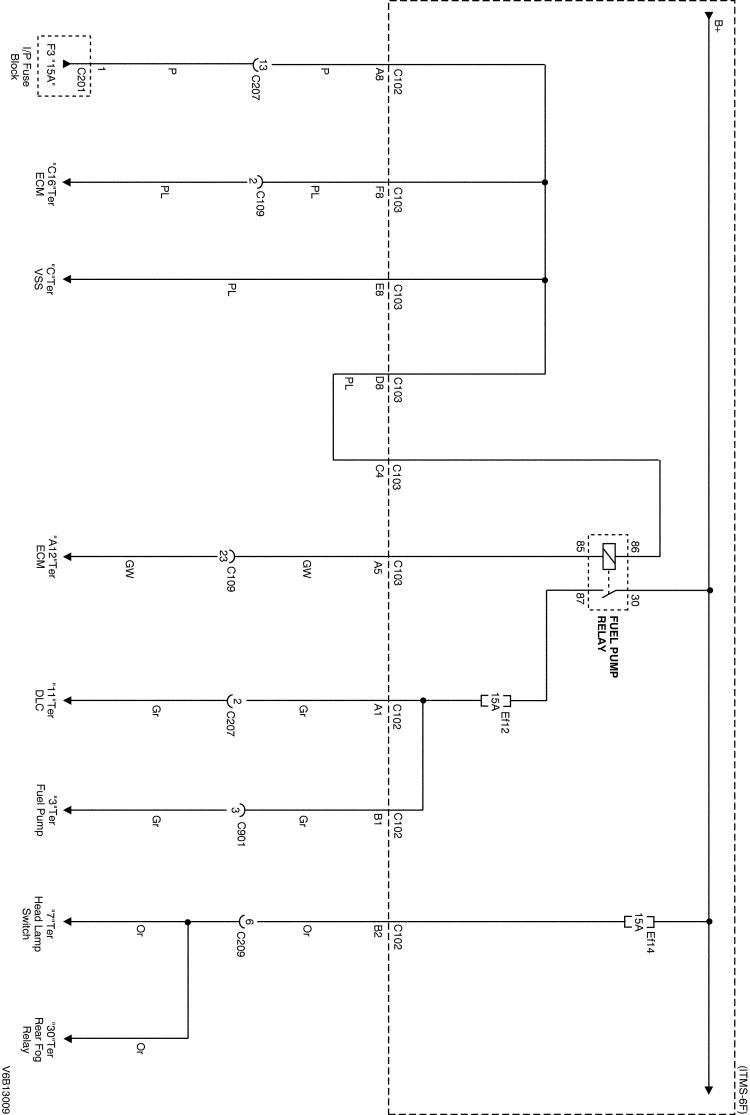 (ITMS-6F)
B+
F3 "15A"
C201
I/P Fuse
Block
1
P
13
C207
P
A8
C102
"C16"Ter
ECM
PL
2
C109
PL
F8
C103
"C"Ter
VSS
PL
E8
C103
PL
D8
C103
C4
C103
"A12"Ter
ECM
GW
23
C109
GW
A5
C103
85
86
87
30
FUEL PUMP
RELAY
"11"Ter
DLC
Gr
2
C207
Gr
A1
C102
15A
Ef12
"3"Ter
Fuel Pump
Gr
3
C901
Gr
B1
C102
"7"Ter
Head Lamp
Switch
Or
6
C209
Or
B2
C102
15A
Ef14
"30"Ter
Rear Fog
Relay
Or
V6B13009